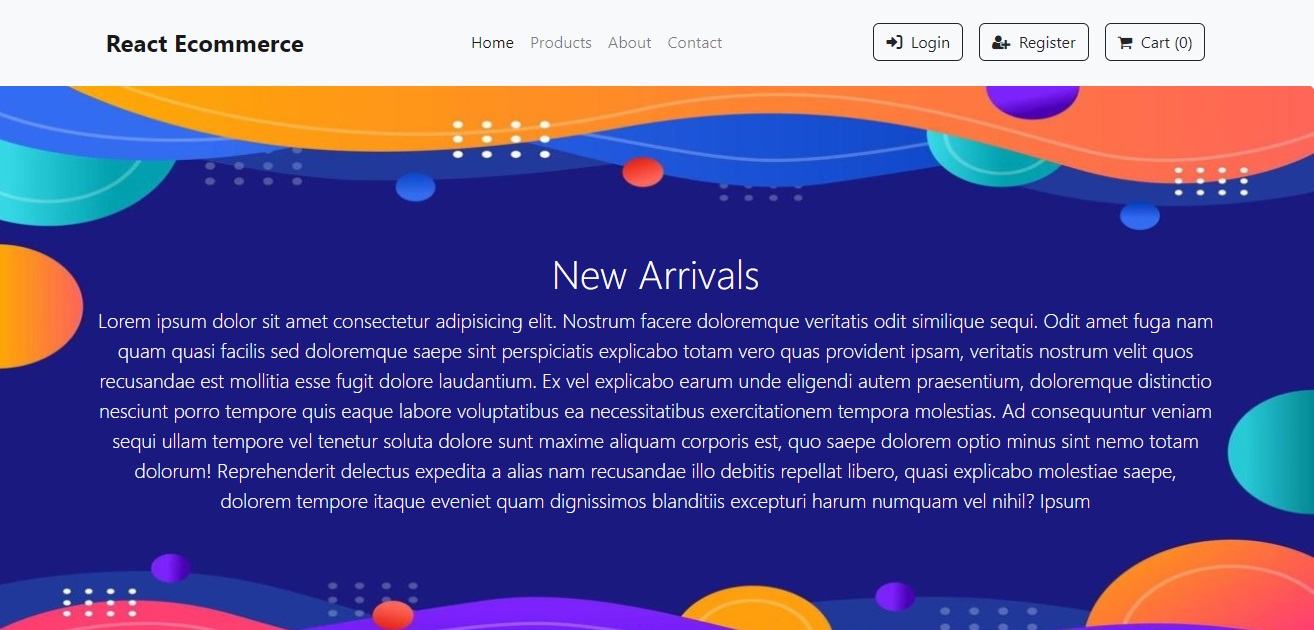 React Ecommerce
Home Products About Contact
Login Register Cart (0)
New Arrivals
Lorem ipsum dolor sit amet consectetur adipisicing elit. Nostrum facere doloremque veritatis odit similique sequi. Odit amet fuga nam
quam quasi facilis sed doloremque saepe sint perspiciatis explicabo totam vero quas provident ipsam, veritatis nostrum velit quos
recusandae est mollitia esse fugit dolore laudantium. Ex vel explicabo earum unde eligendi autem praesentium, doloremque distinctio
nesciunt porro tempore quis eaque labore voluptatibus ea necessitatibus exercitationem tempora molestias. Ad consequuntur veniam
sequi ullam tempore vel tenetur soluta dolore sunt maxime aliquam corporis est, quo saepe dolorem optio minus sint nemo totam
dolorum! Reprehenderit delectus expedita a alias nam recusandae illo debitis repellat libero, quasi explicabo molestiae saepe,
dolorem tempore itaque eveniet quam dignissimos blanditiis excepturi harum numquam vel nihil? Ipsum